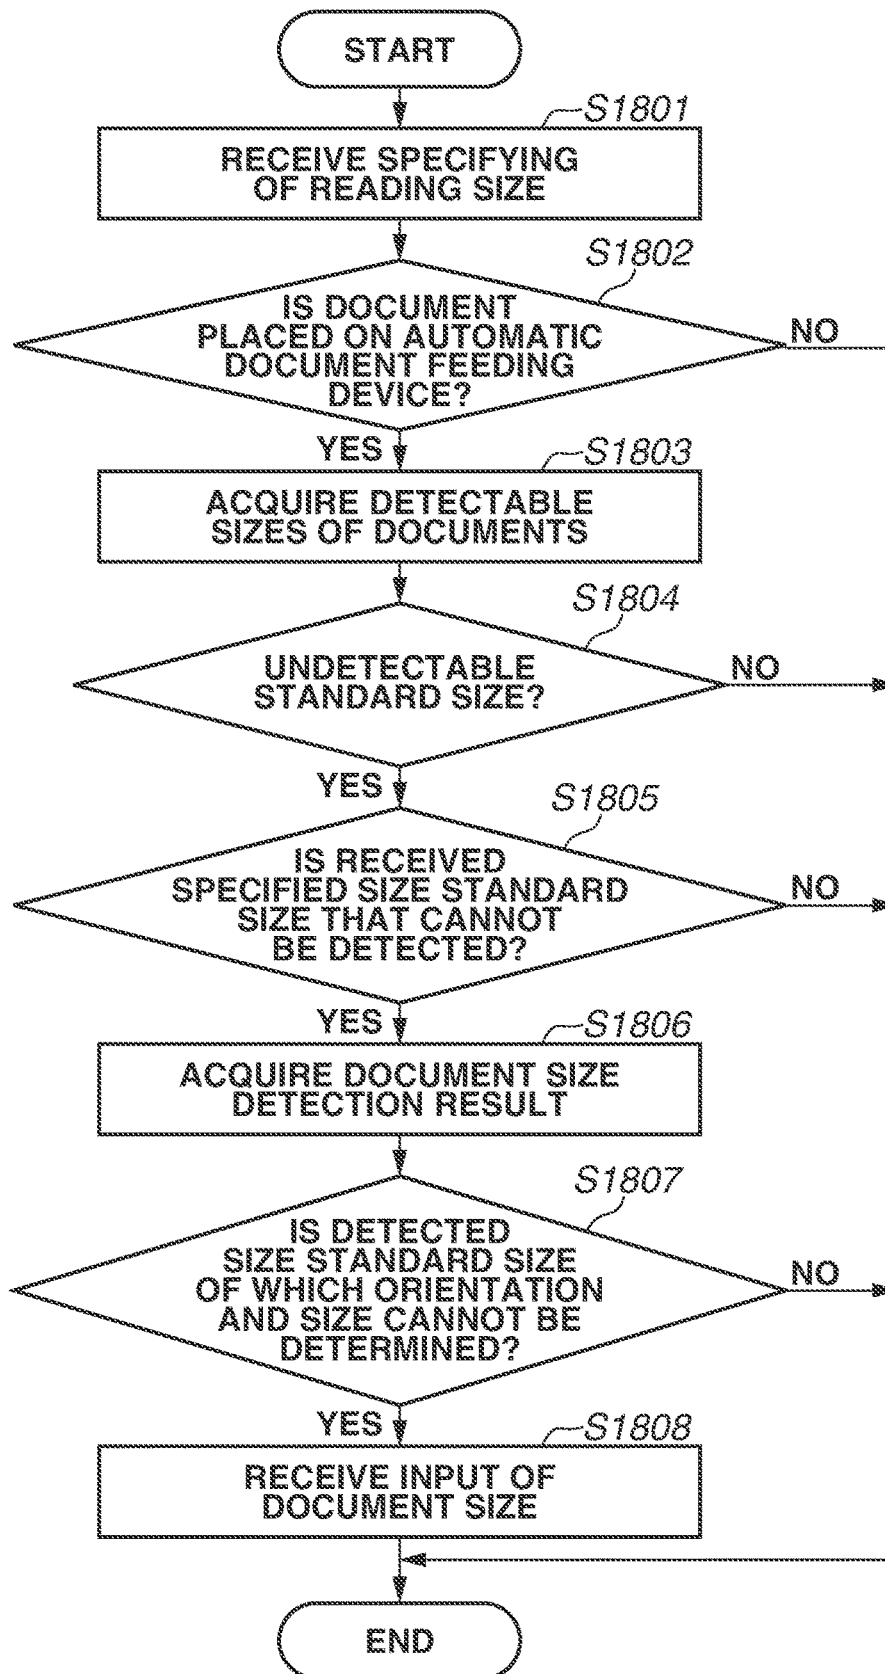 START
S1801
RECEIVE SPECIFYING
OF READING SIZE
S1802
IS DOCUMENT
PLACED ON AUTOMATIC
DOCUMENT FEEDING
DEVICE?
NO
YES
S1803
ACQUIRE DETECTABLE
SIZES OF DOCUMENTS
S1804
UNDETECTABLE
STANDARD SIZE?
NO
YES
S1805
IS RECEIVED
SPECIFIED SIZE STANDARD
SIZE THAT CANNOT
BE DETECTED?
NO
YES
S1806
ACQUIRE DOCUMENT SIZE
DETECTION RESULT
S1807
IS DETECTED
SIZE STANDARD SIZE
OF WHICH ORIENTATION
AND SIZE CANNOT BE
DETERMINED?
NO
YES
S1808
RECEIVE INPUT OF
DOCUMENT SIZE
END